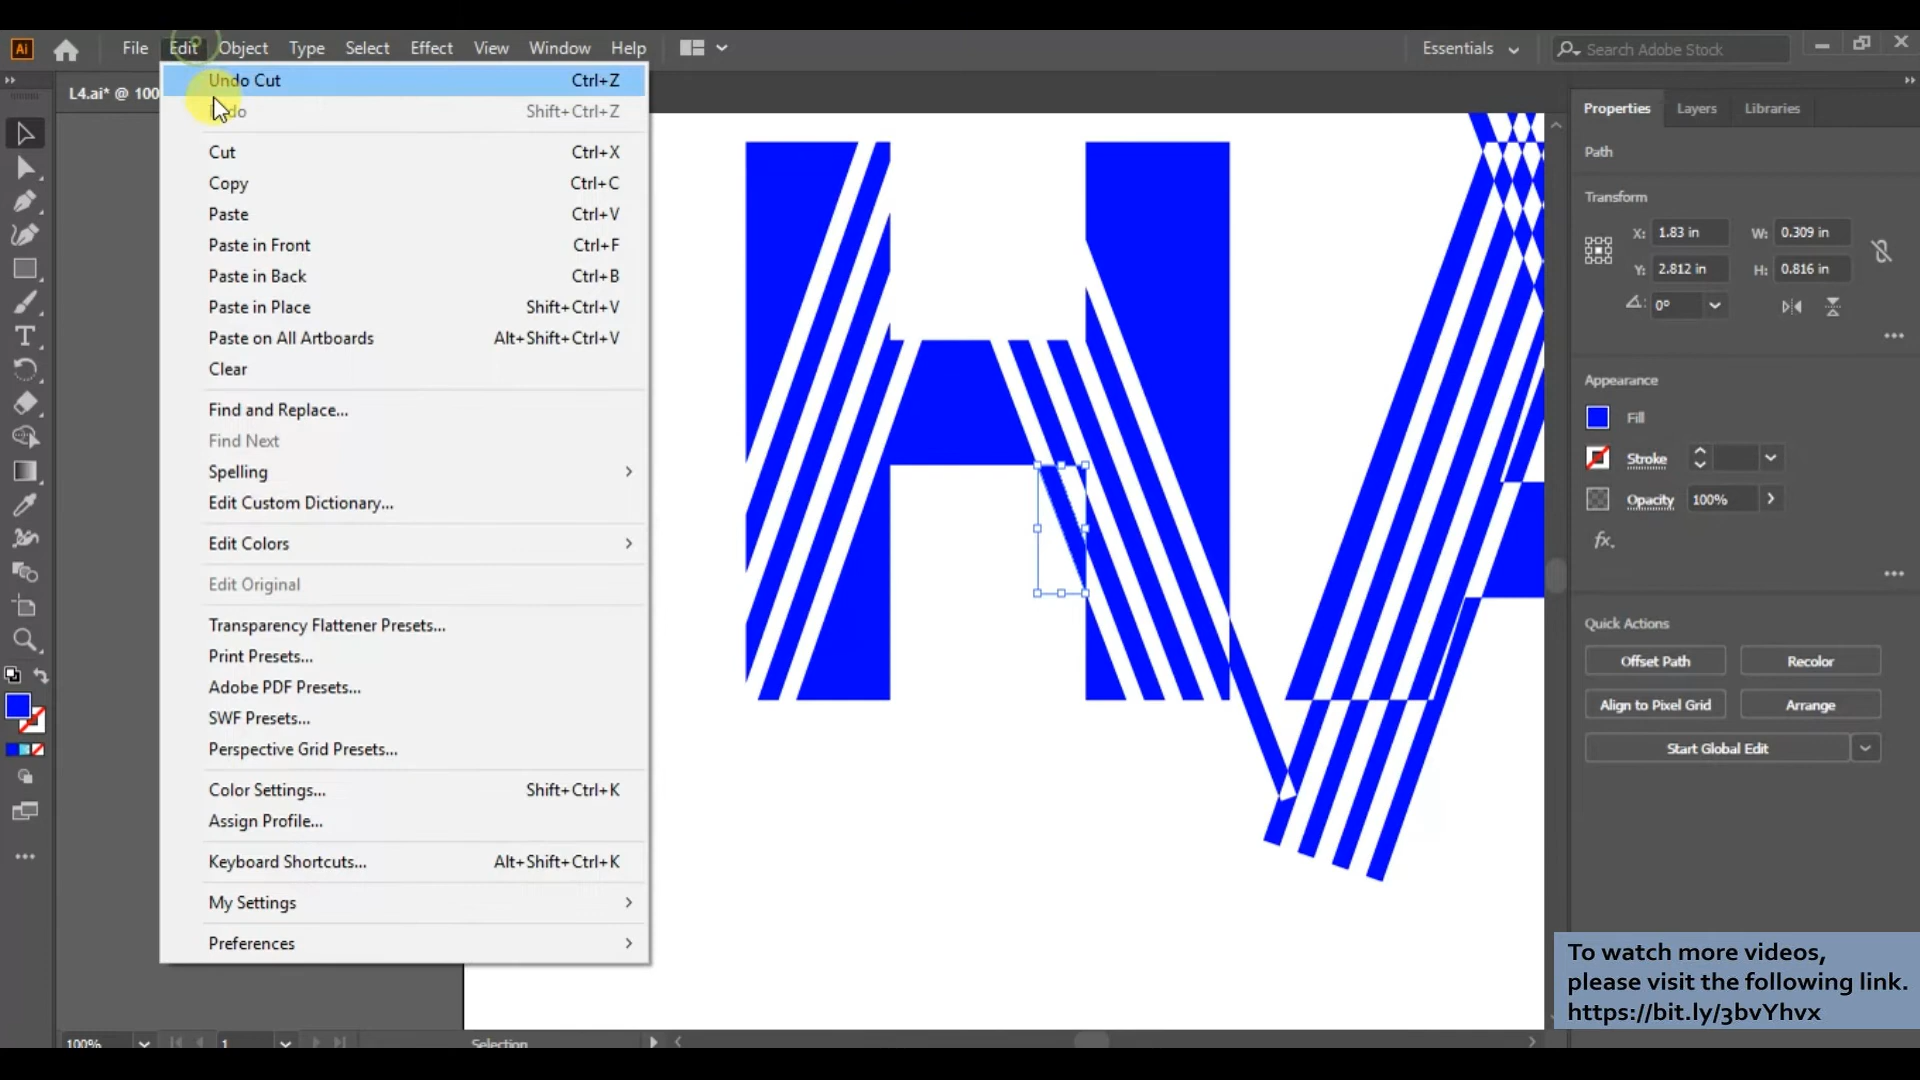 Ai File Edit Object Type Select Effect View Window Help Essentials Search Adobe Stock
L4.ai* @ 100
Undo Cut Ctrl+Z
Shift+Ctrl+Z
Cut Ctrl+X
Copy Ctrl+C
Paste Ctrl+V
Paste in Front Ctrl+F
Paste in Back Ctrl+B
Paste in Place Shift+Ctrl+V
Paste on All Artboards Alt+Shift+Ctrl+V
Clear
Find and Replace...
Find Next
Spelling
Edit Custom Dictionary...
Edit Colors
Edit Original
Transparency Flattener Presets...
Print Presets...
Adobe PDF Presets...
SWF Presets...
Perspective Grid Presets...
Color Settings... Shift+Ctrl+K
Assign Profile...
Keyboard Shortcuts... Alt+Shift+Ctrl+K
My Settings
Preferences
HA
Properties Layers Libraries
Path
Transform
X: 1.83 in W: 0.309 in
Y: 2.812 in H: 0.816 in
0°
Appearance
Fill
Stroke
Opacity 100%
fx.
Quick Actions
Offset Path Recolor
Align to Pixel Grid Arrange
Start Global Edit
To watch more videos,
please visit the following link.
https://bit.ly/3bvYhvx
100% 1 Selection